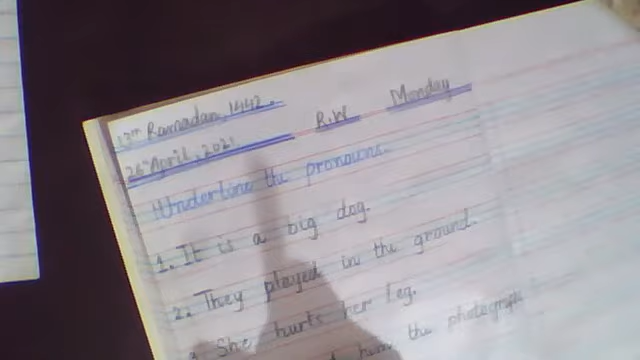 13th Ramadan, 1442.
R.W
Monday
26th April, 2021
Underline the pronouns.
1. It is a big dog.
2. They played in the ground.
3. She hurts her leg.
him the photograph